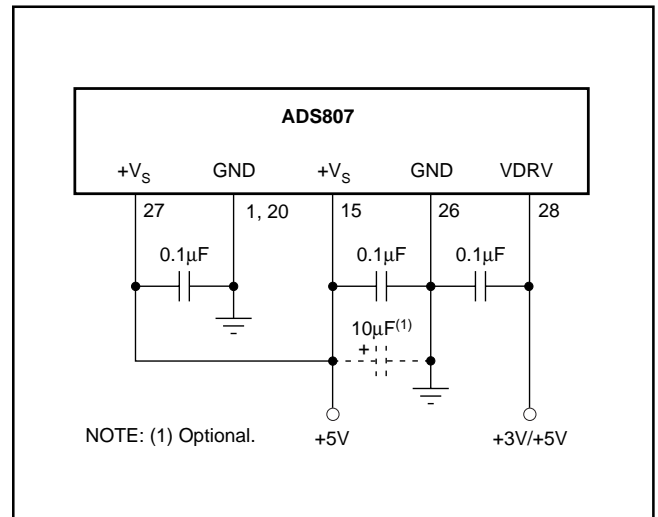 ADS807
+VS GND +VS GND VDRV
27 1, 20 15 26 28
0.1µF 0.1µF 0.1µF
10µF(1)
+
NOTE: (1) Optional. +5V +3V/+5V